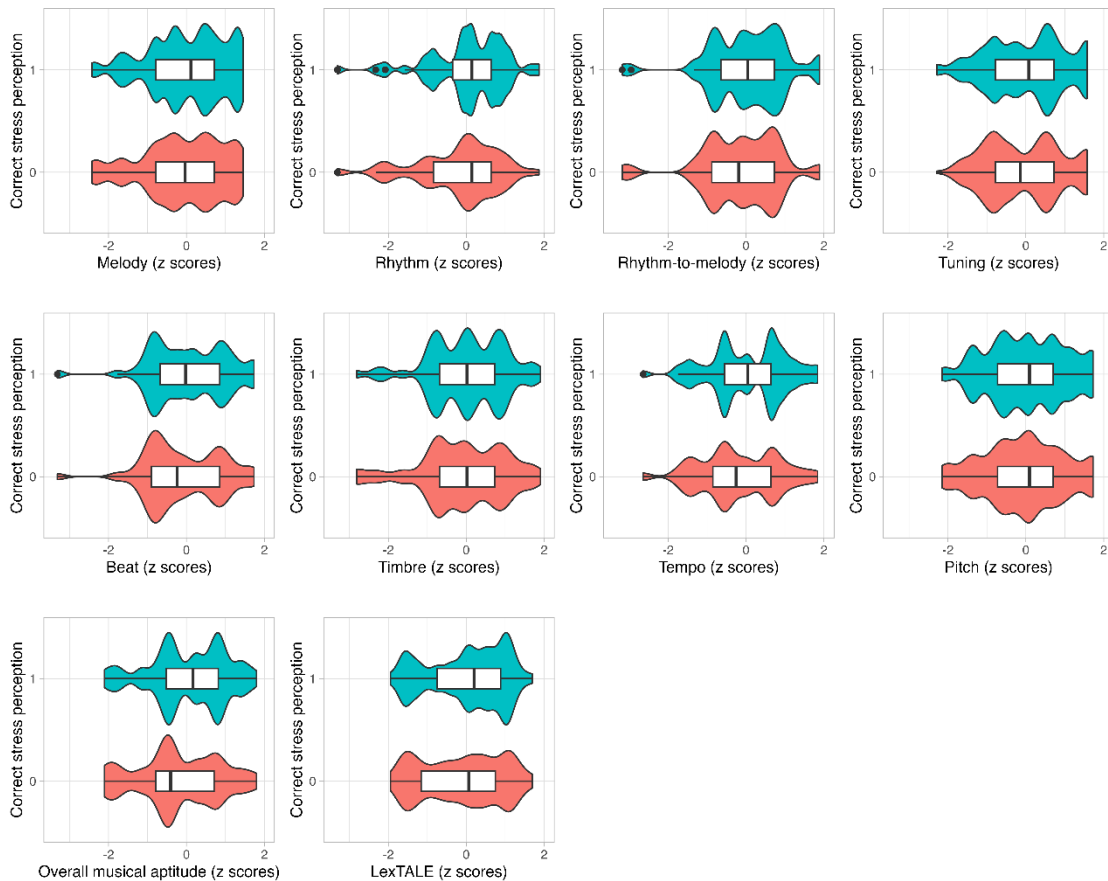 Correct stress perception
1
0
-2
0
2
Melody (z scores)
Correct stress perception
1
0
-2
0
2
Rhythm (z scores)
Correct stress perception
1
0
-2
0
2
Rhythm-to-melody (z scores)
Correct stress perception
1
0
-2
0
2
Tuning (z scores)
Correct stress perception
1
0
-2
0
2
Beat (z scores)
Correct stress perception
1
0
-2
0
2
Timbre (z scores)
Correct stress perception
1
0
-2
0
2
Tempo (z scores)
Correct stress perception
1
0
-2
0
2
Pitch (z scores)
Correct stress perception
1
0
-2
0
2
Overall musical aptitude (z scores)
Correct stress perception
1
0
-2
0
2
LexTALE (z scores)